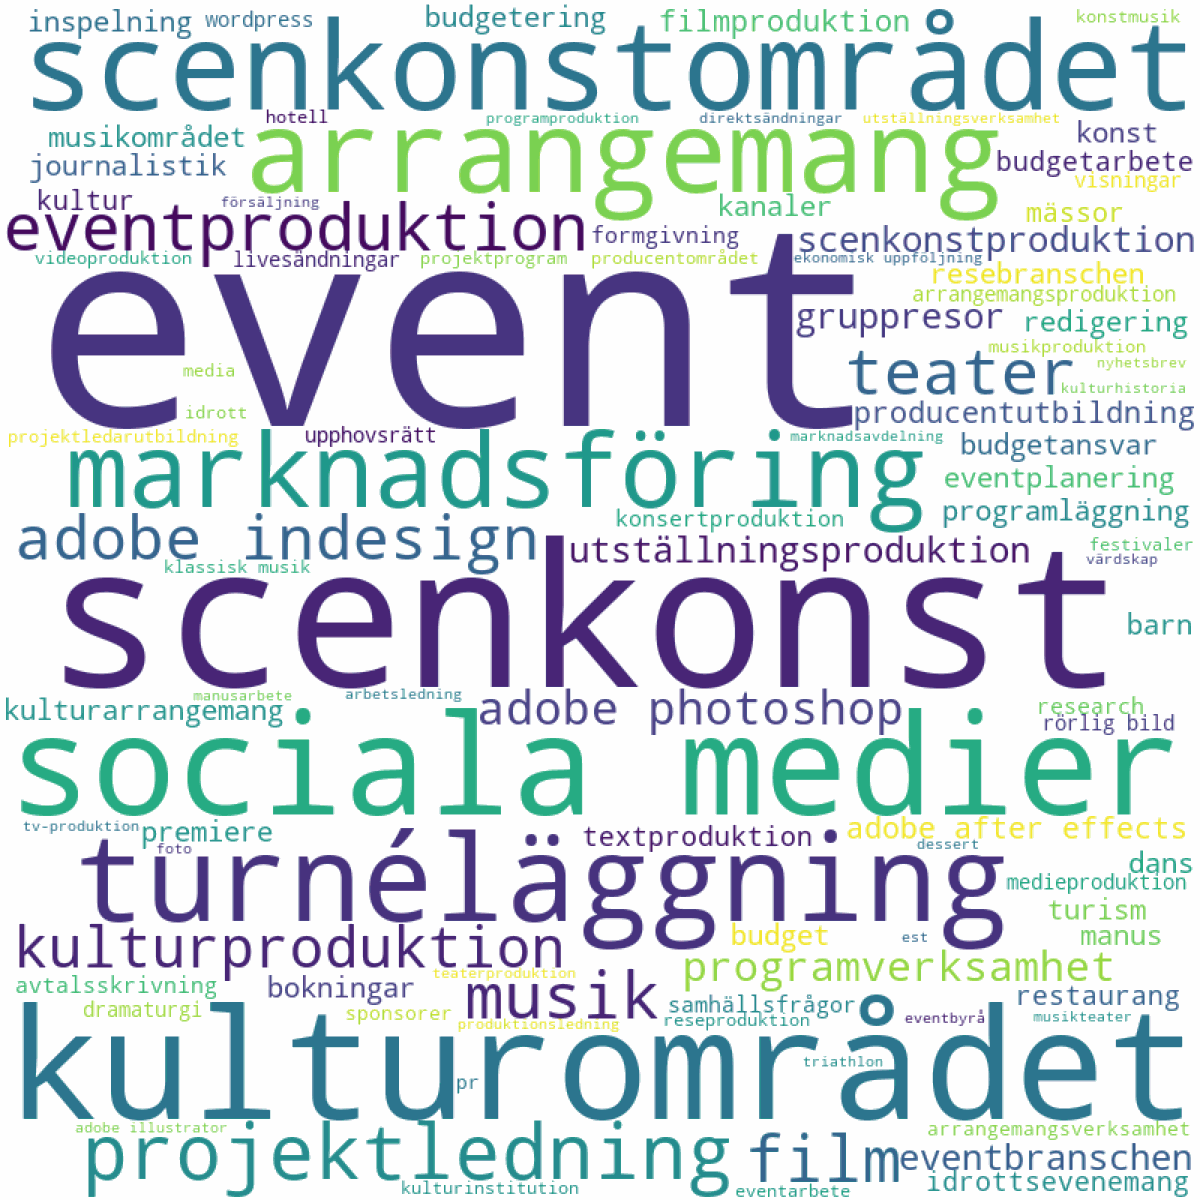 inspelning wordpress budgetering filmproduktion konstmusik
scenkonstområdet
hotell programproduktion direktsändningar utställningsverksamhet
musikområdet arrangemang konst
journalistik budgetarbete
kultur försäljning kanaler visningar
eventproduktion formgivning mässor
scenkonstproduktion
videoproduktion livesändningar projektprogram producentområdet ekonomisk uppföljning
event resebranschen
arrangemangsproduktion
gruppresor redigering
musikproduktion
media teater nyhetsbrev
kulturhistoria
idrott producentutbildning
projektledarutbildning upphovsrätt marknadsavdelning
marknadsföring budgetansvar
eventplanering
adobe indesign konsertproduktion programläggning
utställningsproduktion festivaler
klassisk musik värdskap
scenkonst barn
manusarbete arbetsledning
kulturarrangemang adobe photoshop research
rörlig bild
sociala medier
tv-produktion premiere textproduktion adobe after effects
foto dessert
turnéläggning dans
medieproduktion
turism
kulturproduktion budget est manus
teaterproduktion programverksamhet
avtalsskrivning bokningar musik samhällsfrågor restaurang
dramaturgi sponsorer produktionsledning reseproduktion eventbyrå musikteater
kulturområdet
triathlon
pr
adobe illustrator arrangemangsverksamhet
projektledning film eventbranschen
kulturinstitution eventarbete idrottsevenemang